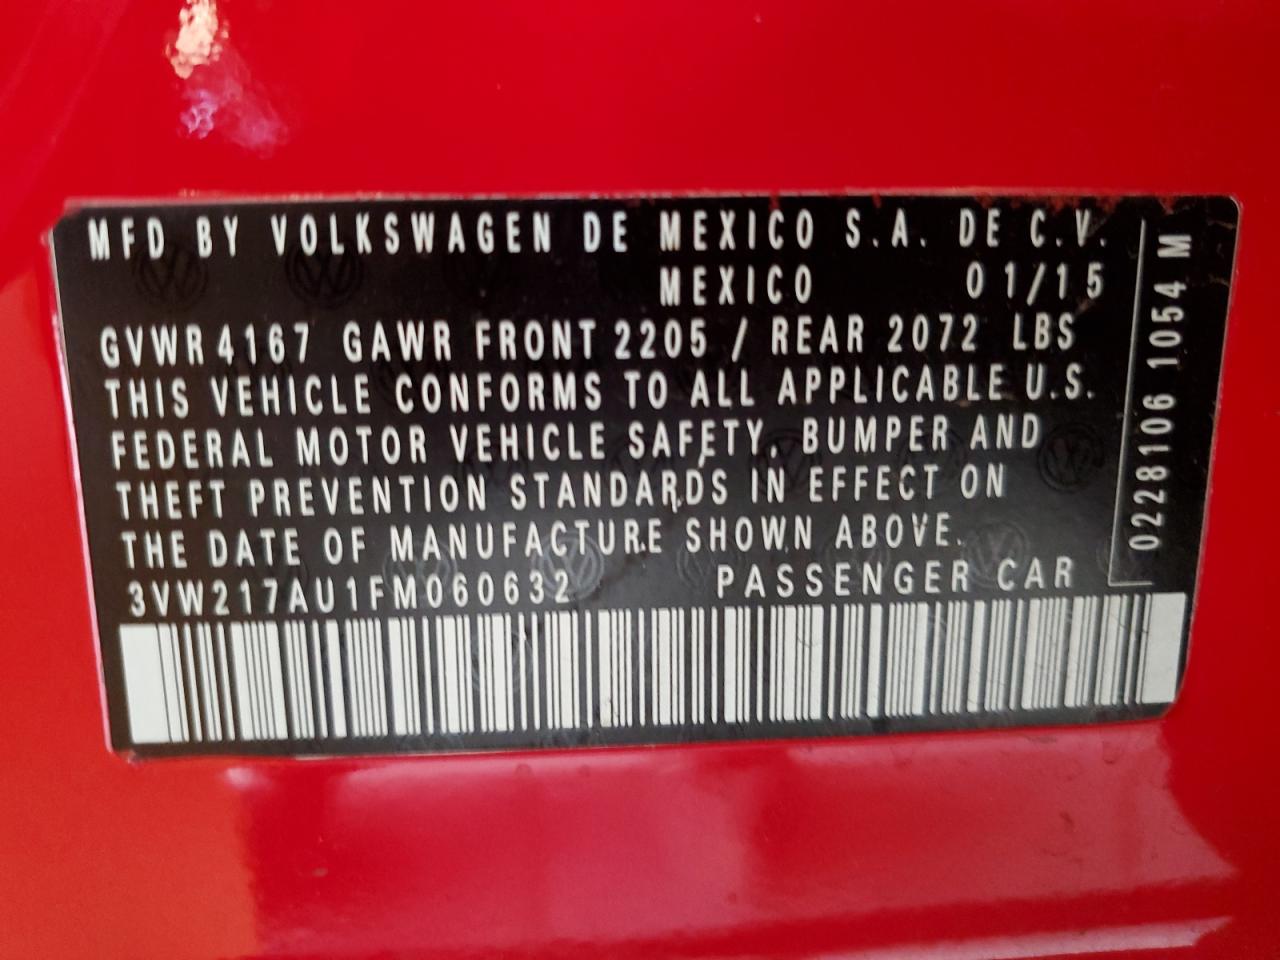 MFD BY VOLKSWAGEN DE MEXICO S.A. DE C.V.
MEXICO 01/15
GVWR 4167 GAWR FRONT 2205 / REAR 2072 LBS
THIS VEHICLE CONFORMS TO ALL APPLICABLE U.S.
FEDERAL MOTOR VEHICLE SAFETY, BUMPER AND
THEFT PREVENTION STANDARDS IN EFFECT ON
THE DATE OF MANUFACTURE SHOWN ABOVE.
3VW217AU1FM060632 PASSENGER CAR
0228106 1054 M